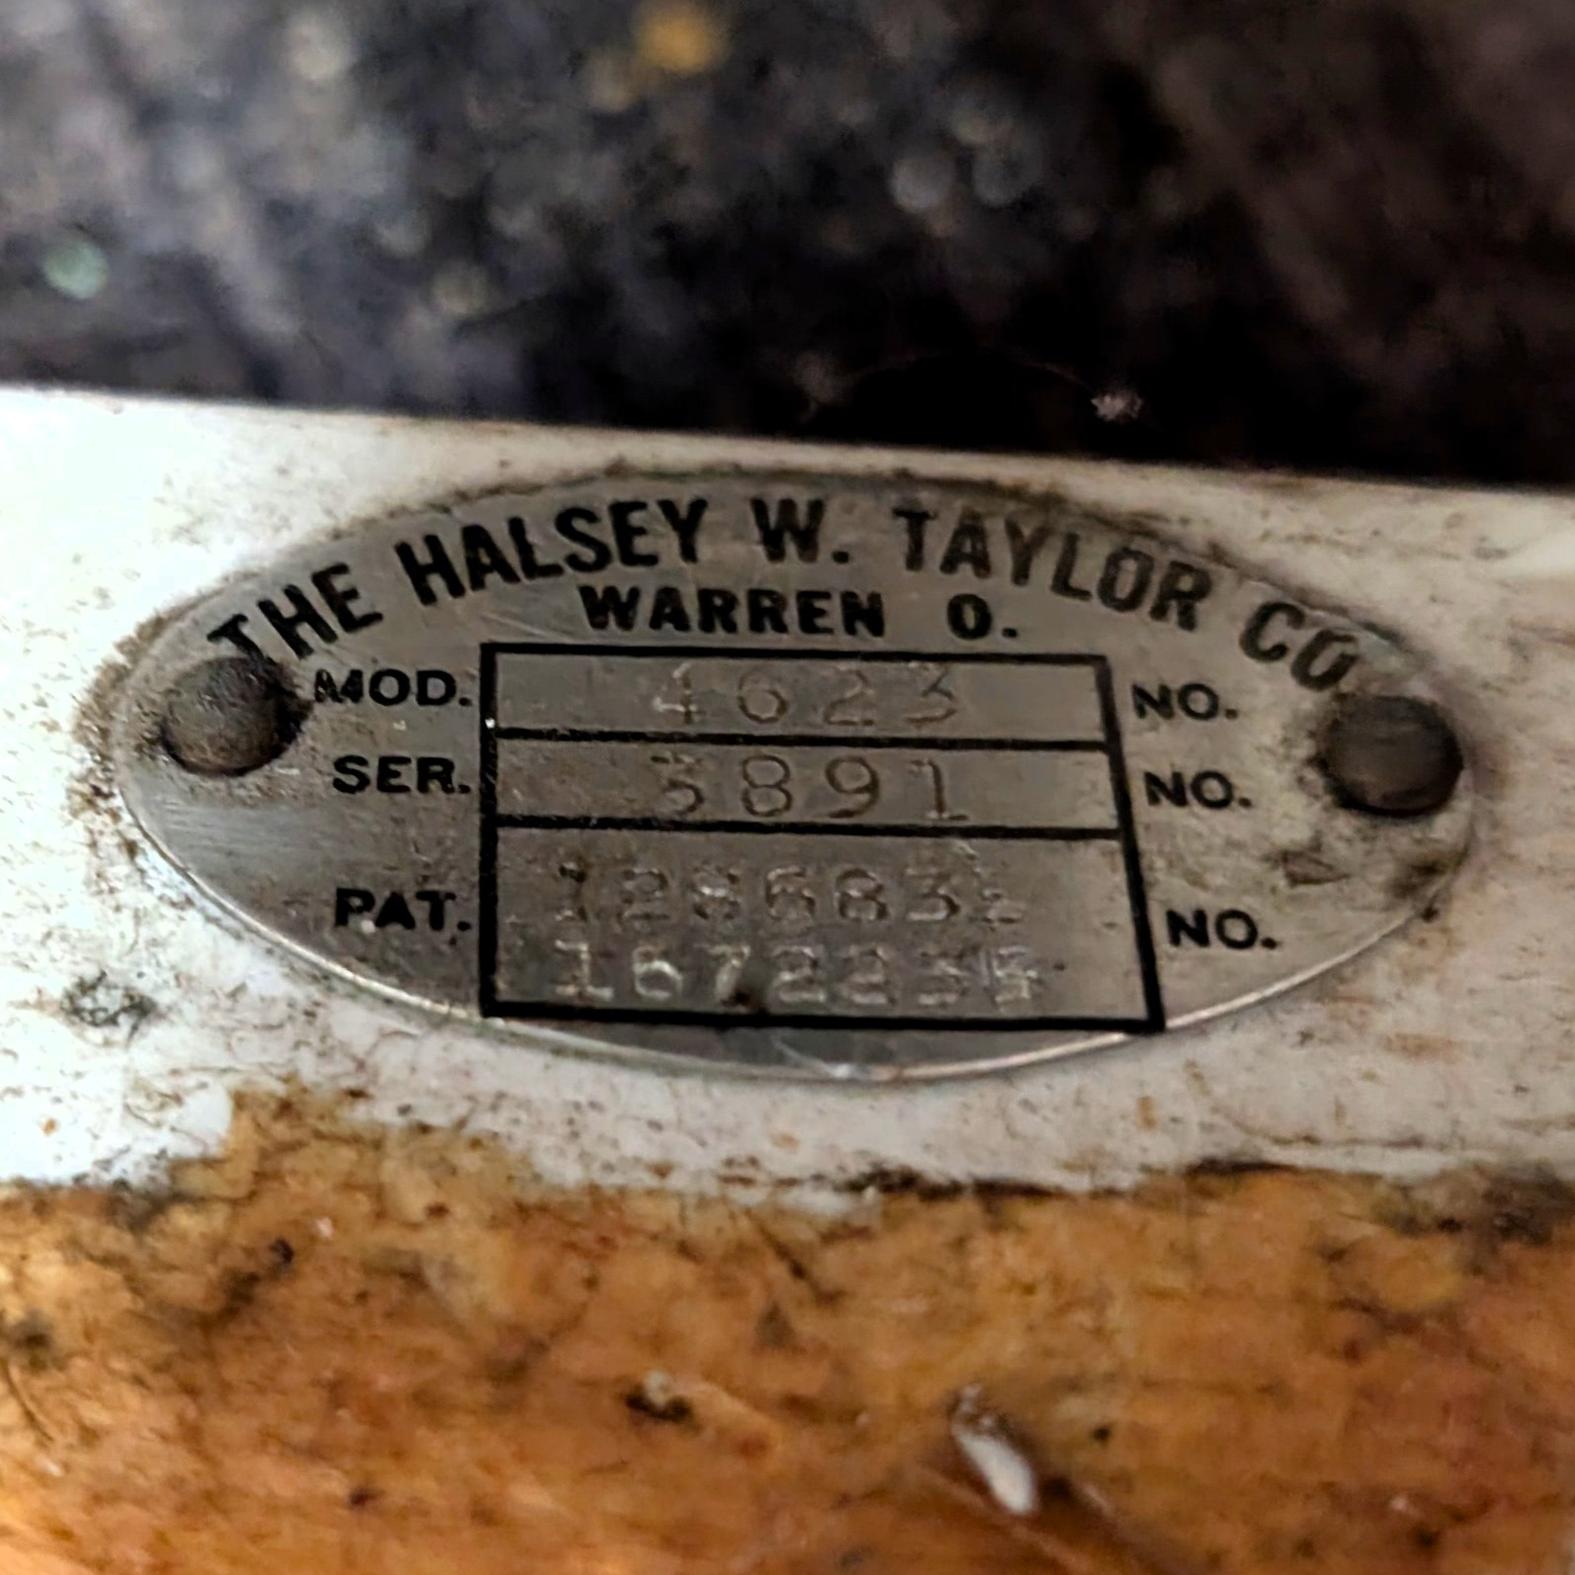 THE HALSEY W. TAYLOR CO.
WARREN O.
MOD. 4623 NO.
SER. 3891 NO.
PAT. NO.